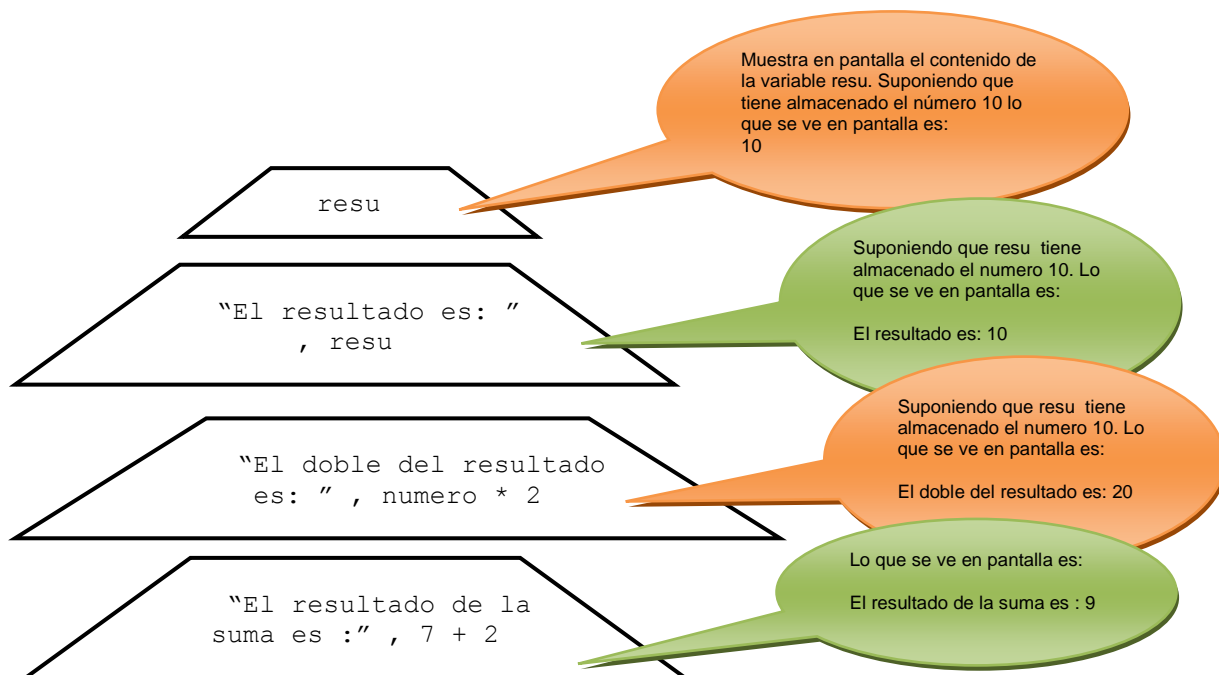 resu
Muestra en pantalla el contenido de
la variable resu. Suponiendo que
tiene almacenado el número 10 lo
que se ve en pantalla es:
10
“El resultado es: ”
, resu
Suponiendo que resu tiene
almacenado el numero 10. Lo
que se ve en pantalla es:
El resultado es: 10
“El doble del resultado
es: ” , numero * 2
Suponiendo que resu tiene
almacenado el numero 10. Lo
que se ve en pantalla es:
El doble del resultado es: 20
“El resultado de la
suma es :” , 7 + 2
Lo que se ve en pantalla es:
El resultado de la suma es : 9